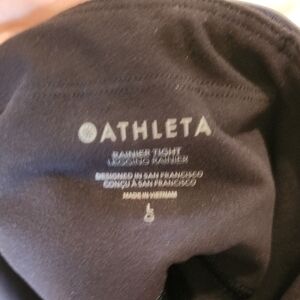 ATHLETA
RAINIER TIGHT
LEGGING RAINIER
DESIGNED IN SAN FRANCISCO
CONÇU À SAN FRANCISCO
MADE IN VIETNAM
L